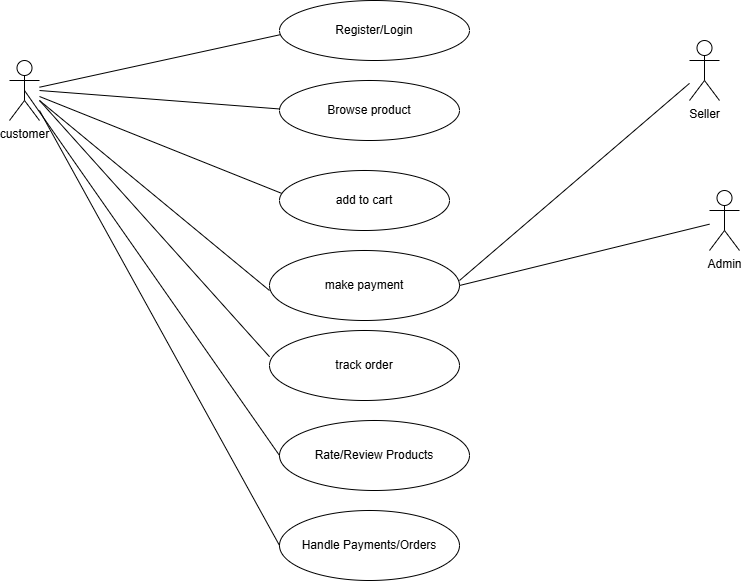 Register/Login
Seller
Browse product
customer
add to cart
Admin
make payment
track order
Rate/Review Products
Handle Payments/Orders